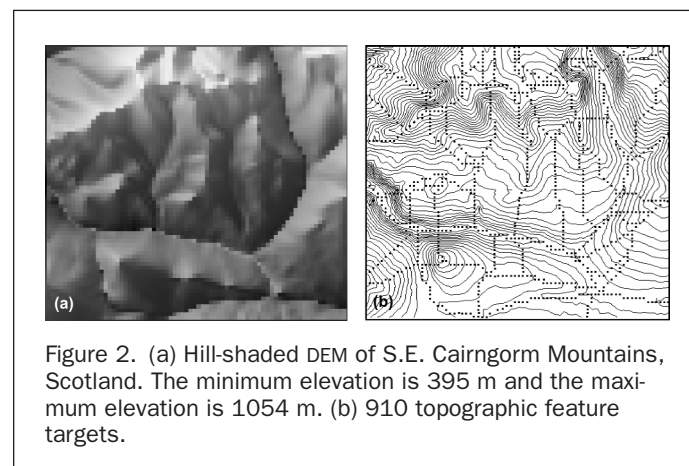 (a)
(b)
Figure 2. (a) Hill-shaded DEM of S.E. Cairngorm Mountains,
Scotland. The minimum elevation is 395 m and the maxi-
mum elevation is 1054 m. (b) 910 topographic feature
targets.